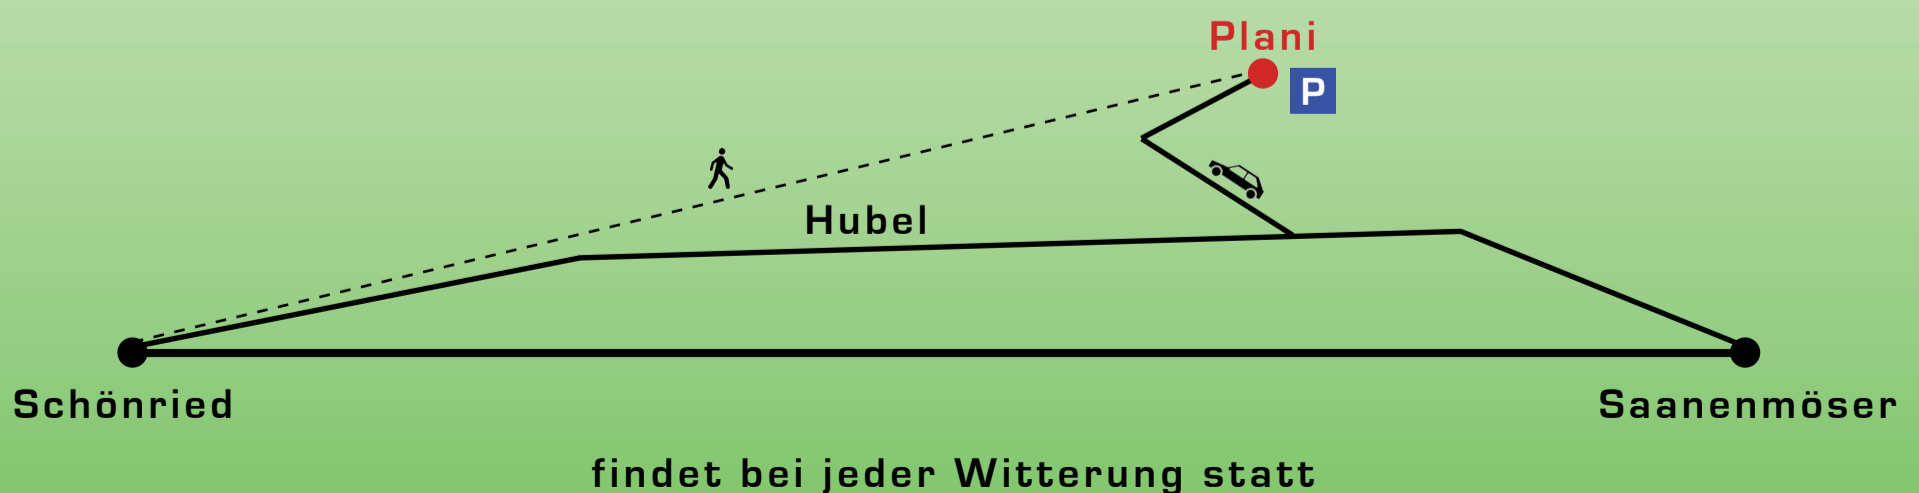 Plani
P
Hubel
Schönried
Saanenmöser
findet bei jeder Witterung statt